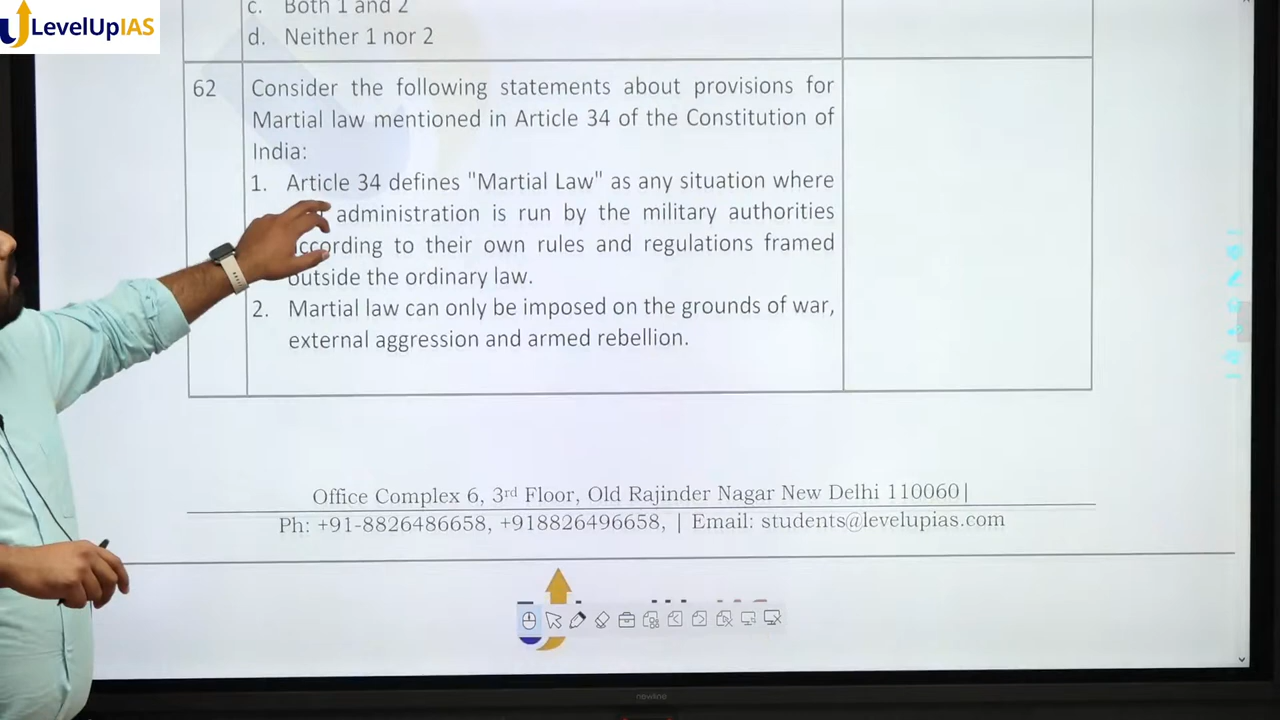 LevelUpIAS
c. Both 1 and 2
d. Neither 1 nor 2
62 Consider the following statements about provisions for
Martial law mentioned in Article 34 of the Constitution of
India:
1. Article 34 defines "Martial Law" as any situation where
administration is run by the military authorities
according to their own rules and regulations framed
outside the ordinary law.
2. Martial law can only be imposed on the grounds of war,
external aggression and armed rebellion.
Office Complex 6, 3rd Floor, Old Rajinder Nagar New Delhi 110060|
Ph: +91-8826486658, +918826496658, | Email: students@levelupias.com
newline